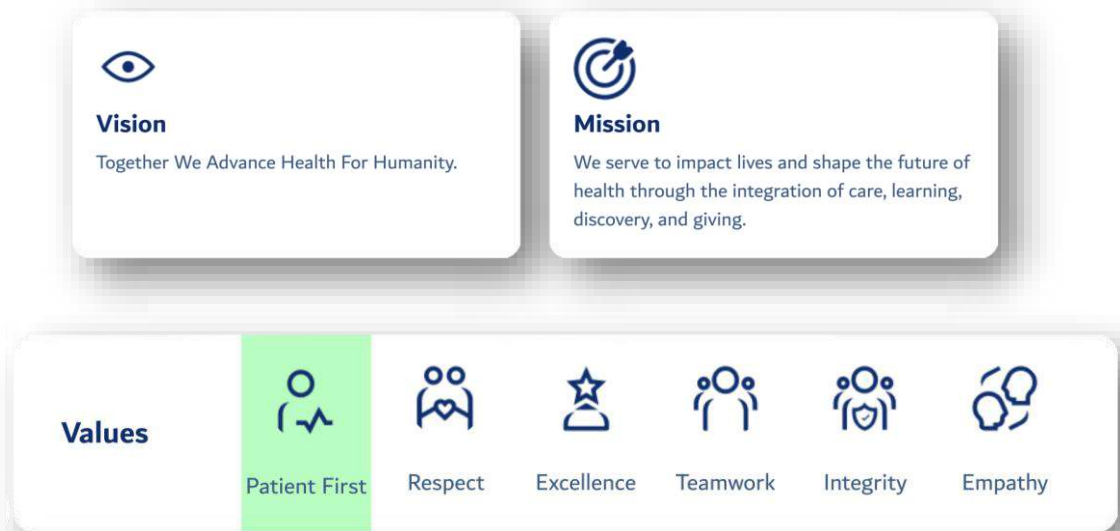 Vision
Together We Advance Health For Humanity.
Mission
We serve to impact lives and shape the future of
health through the integration of care, learning,
discovery, and giving.
Values
Patient First
Respect
Excellence
Teamwork
Integrity
Empathy